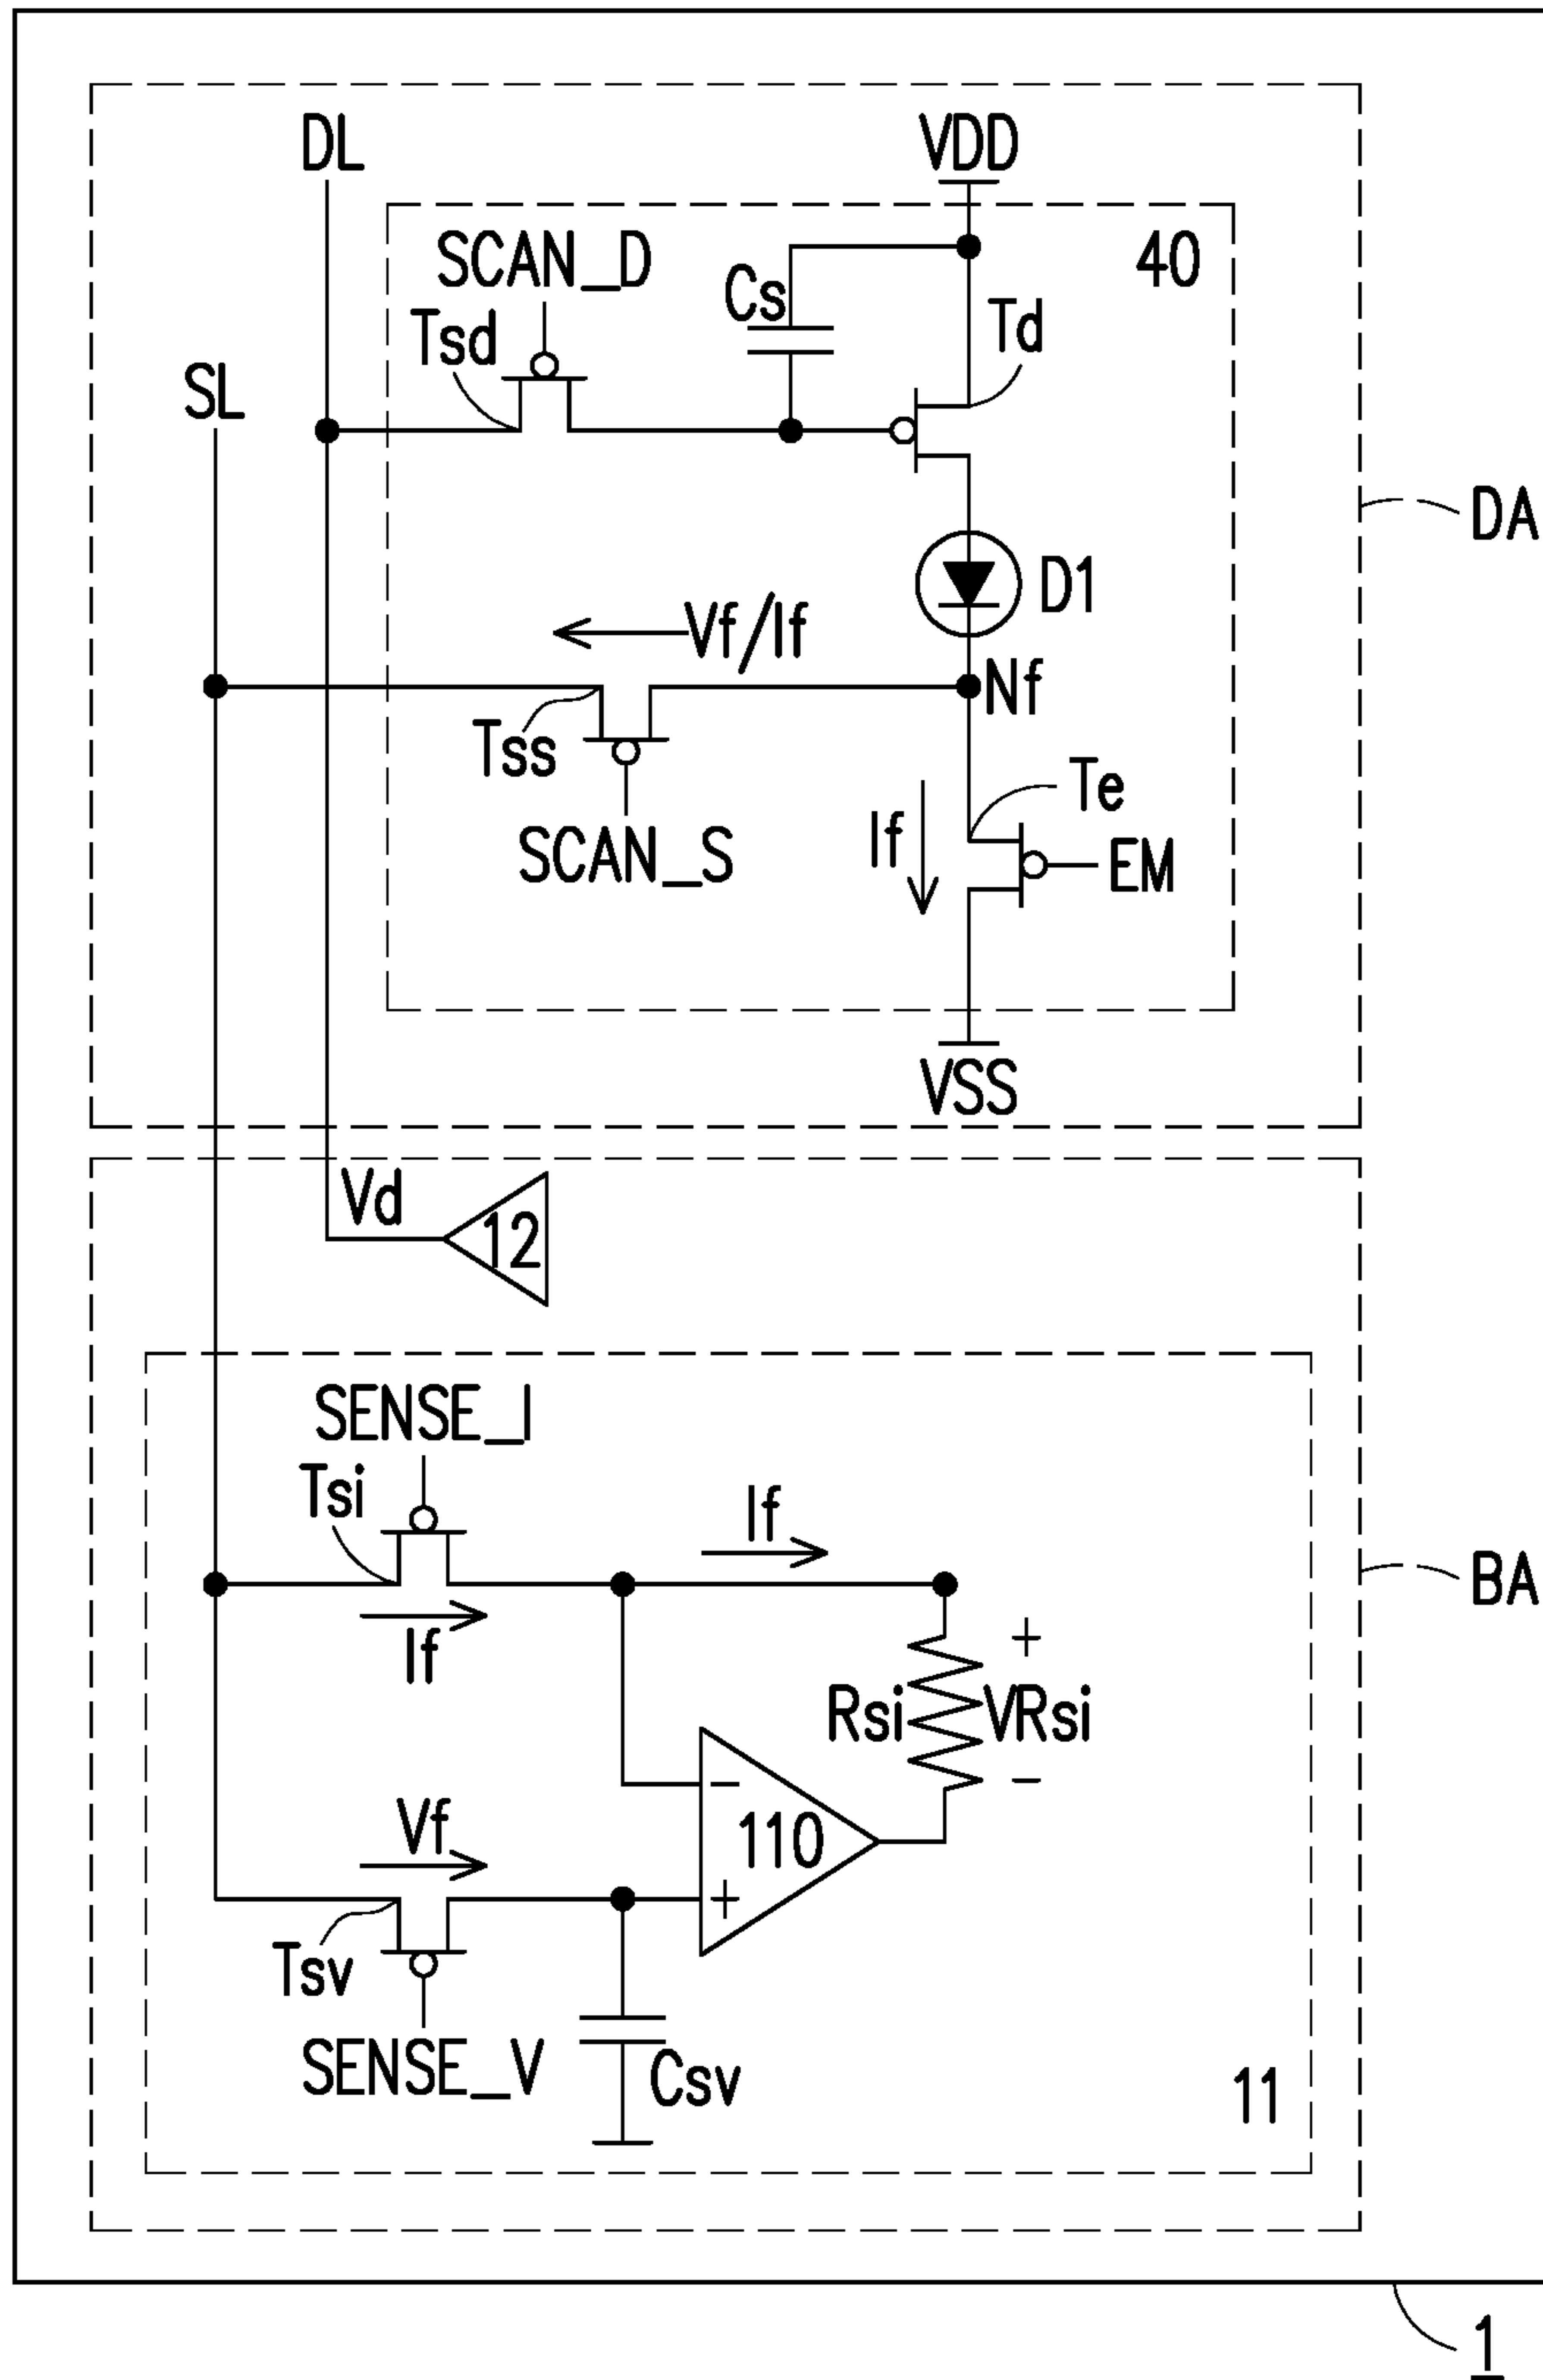 DL
VDD
SCAN_D
40
Cs
Tsd
Td
SL
DA
D1
Vf/If
Nf
Tss
Te
SCAN_S
If
EM
VSS
Vd
12
SENSE_I
Tsi
If
BA
If
+
Rsi
VRsi
−
−
Vf
110
+
Tsv
SENSE_V
Csv
11
1